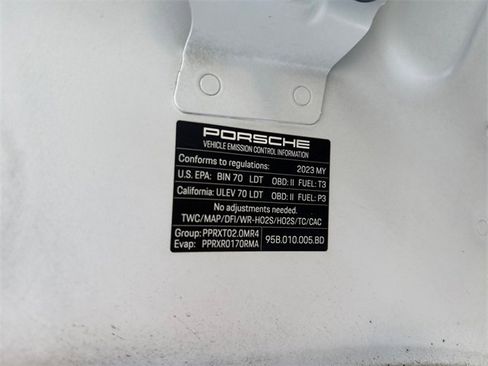 PORSCHE
VEHICLE EMISSION CONTROL INFORMATION
Conforms to regulations: 2023 MY
U.S. EPA: BIN 70 LDT OBD: II FUEL: T3
California: ULEV 70 LDT OBD: II FUEL: P3
No adjustments needed.
TWC/MAP/DFI/WR-HO2S/HO2S/TC/CAC
Group: PPRXT02.0MR4
Evap: PPRXR0170RMA 95B.010.005.BD